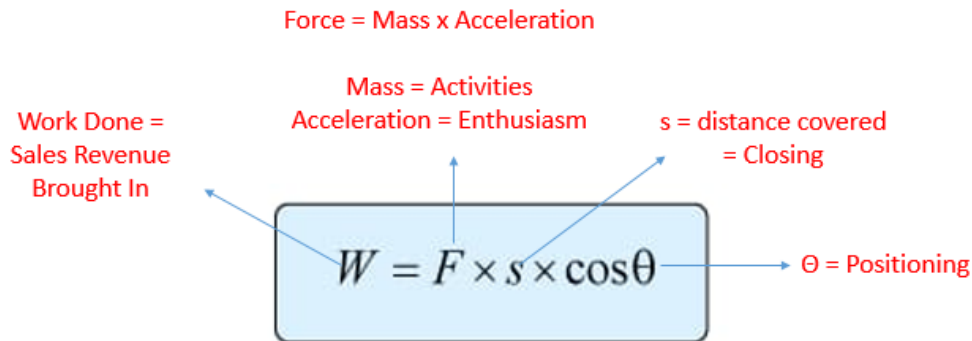 Force = Mass x Acceleration
Mass = Activities
Acceleration = Enthusiasm
Work Done =
Sales Revenue
Brought In
s = distance covered
= Closing
W = F × s × cosθ
Θ = Positioning